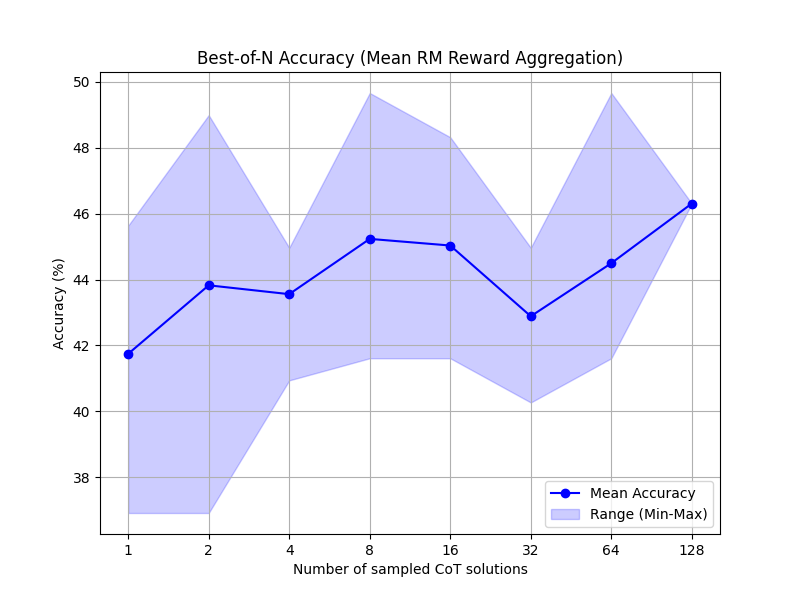 Best-of-N Accuracy (Mean RM Reward Aggregation)
Accuracy (%)
50
48
46
44
42
40
38
1 2 4 8 16 32 64 128
Number of sampled CoT solutions
Mean Accuracy
Range (Min-Max)